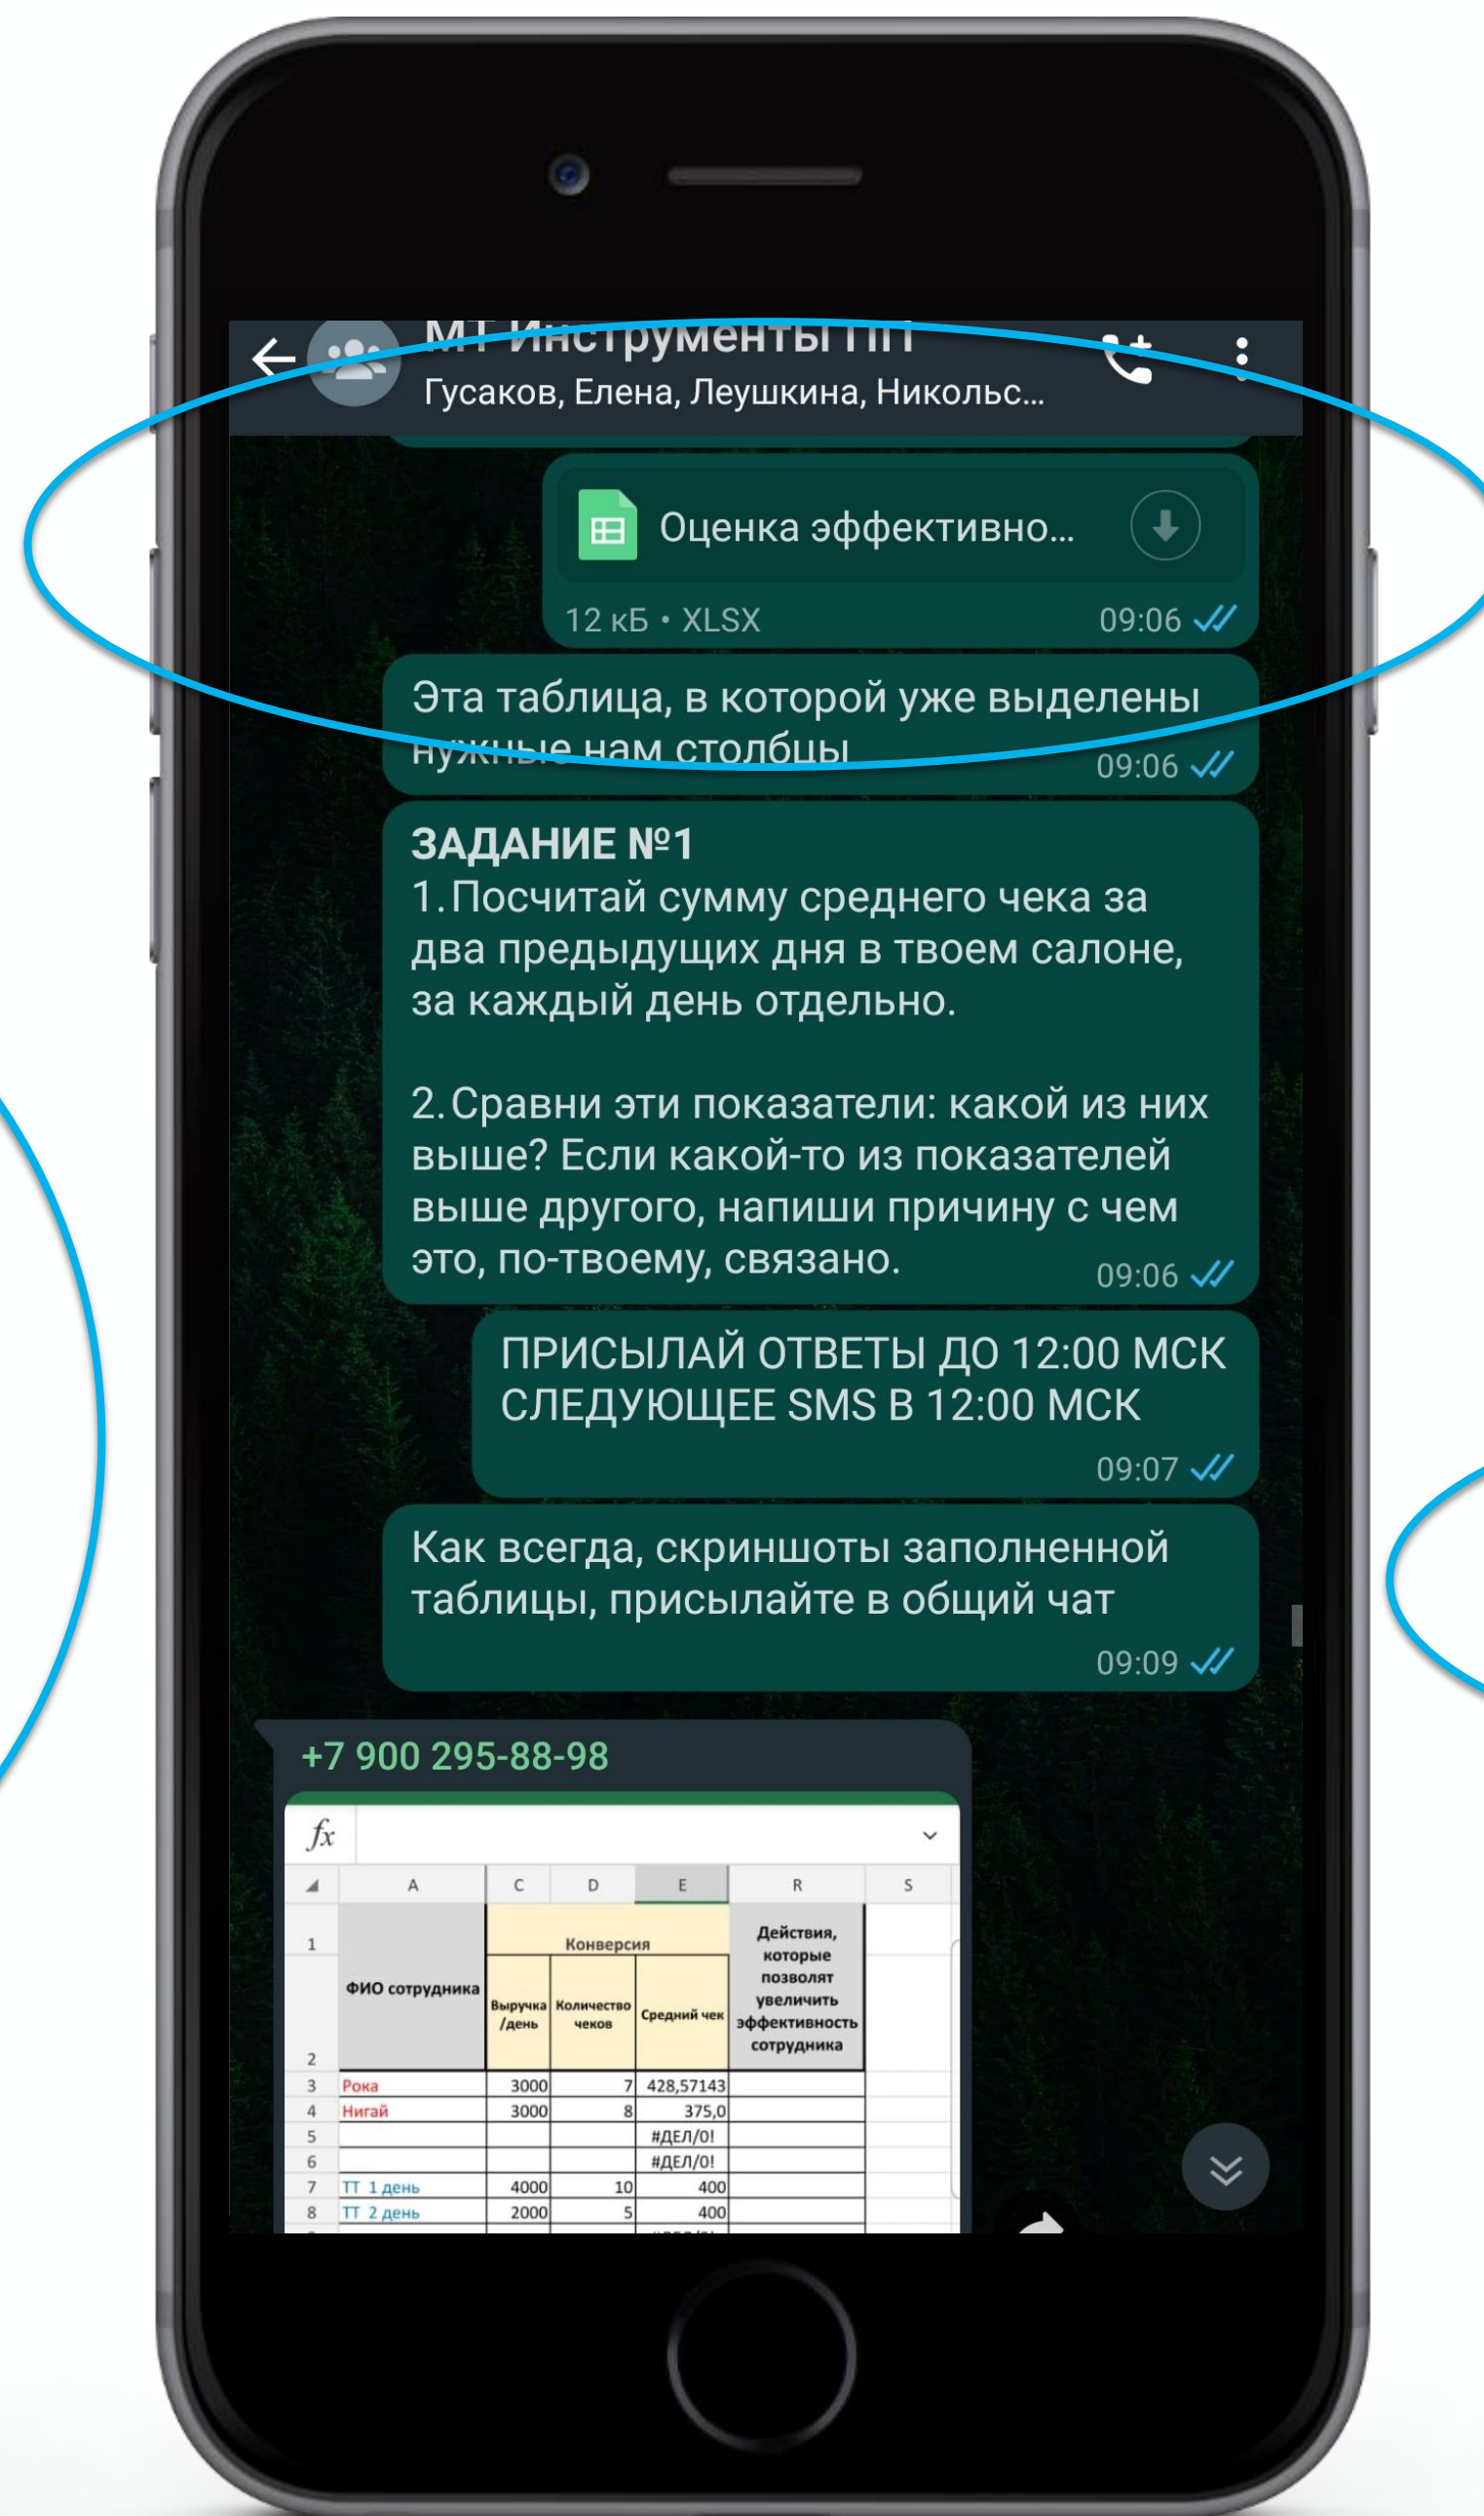 МТ Инструменты ПП
Гусаков, Елена, Леушкина, Никольс...
Оценка эффективно...
12 кБ • XLSX 09:06
Эта таблица, в которой уже выделены
нужные нам столбцы 09:06
ЗАДАНИЕ №1
1.Посчитай сумму среднего чека за
два предыдущих дня в твоем салоне,
за каждый день отдельно.
2.Сравни эти показатели: какой из них
выше? Если какой-то из показателей
выше другого, напиши причину с чем
это, по-твоему, связано. 09:06
ПРИСЫЛАЙ ОТВЕТЫ ДО 12:00 МСК
СЛЕДУЮЩЕЕ SMS В 12:00 МСК
09:07
Как всегда, скриншоты заполненной
таблицы, присылайте в общий чат
09:09
+7 900 295-88-98
fx
A C D E R S
1 Конверсия Действия,
которые
позволят
увеличить
эффективность
сотрудника
ФИО сотрудника Выручка
/день Количество
чеков Средний чек
2
3 Рока 3000 7 428,57143
4 Нигай 3000 8 375,0
5 #ДЕЛ/0!
6 #ДЕЛ/0!
7 ТТ 1 день 4000 10 400
8 ТТ 2 день 2000 5 400